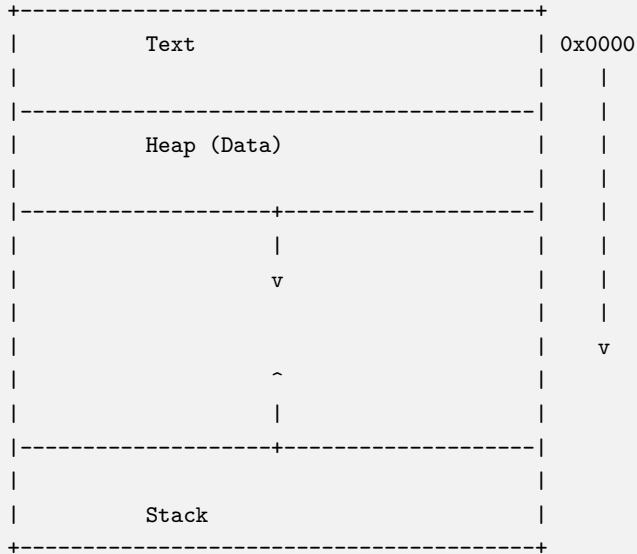 Text 0x0000
Heap (Data)
v
v
^
Stack